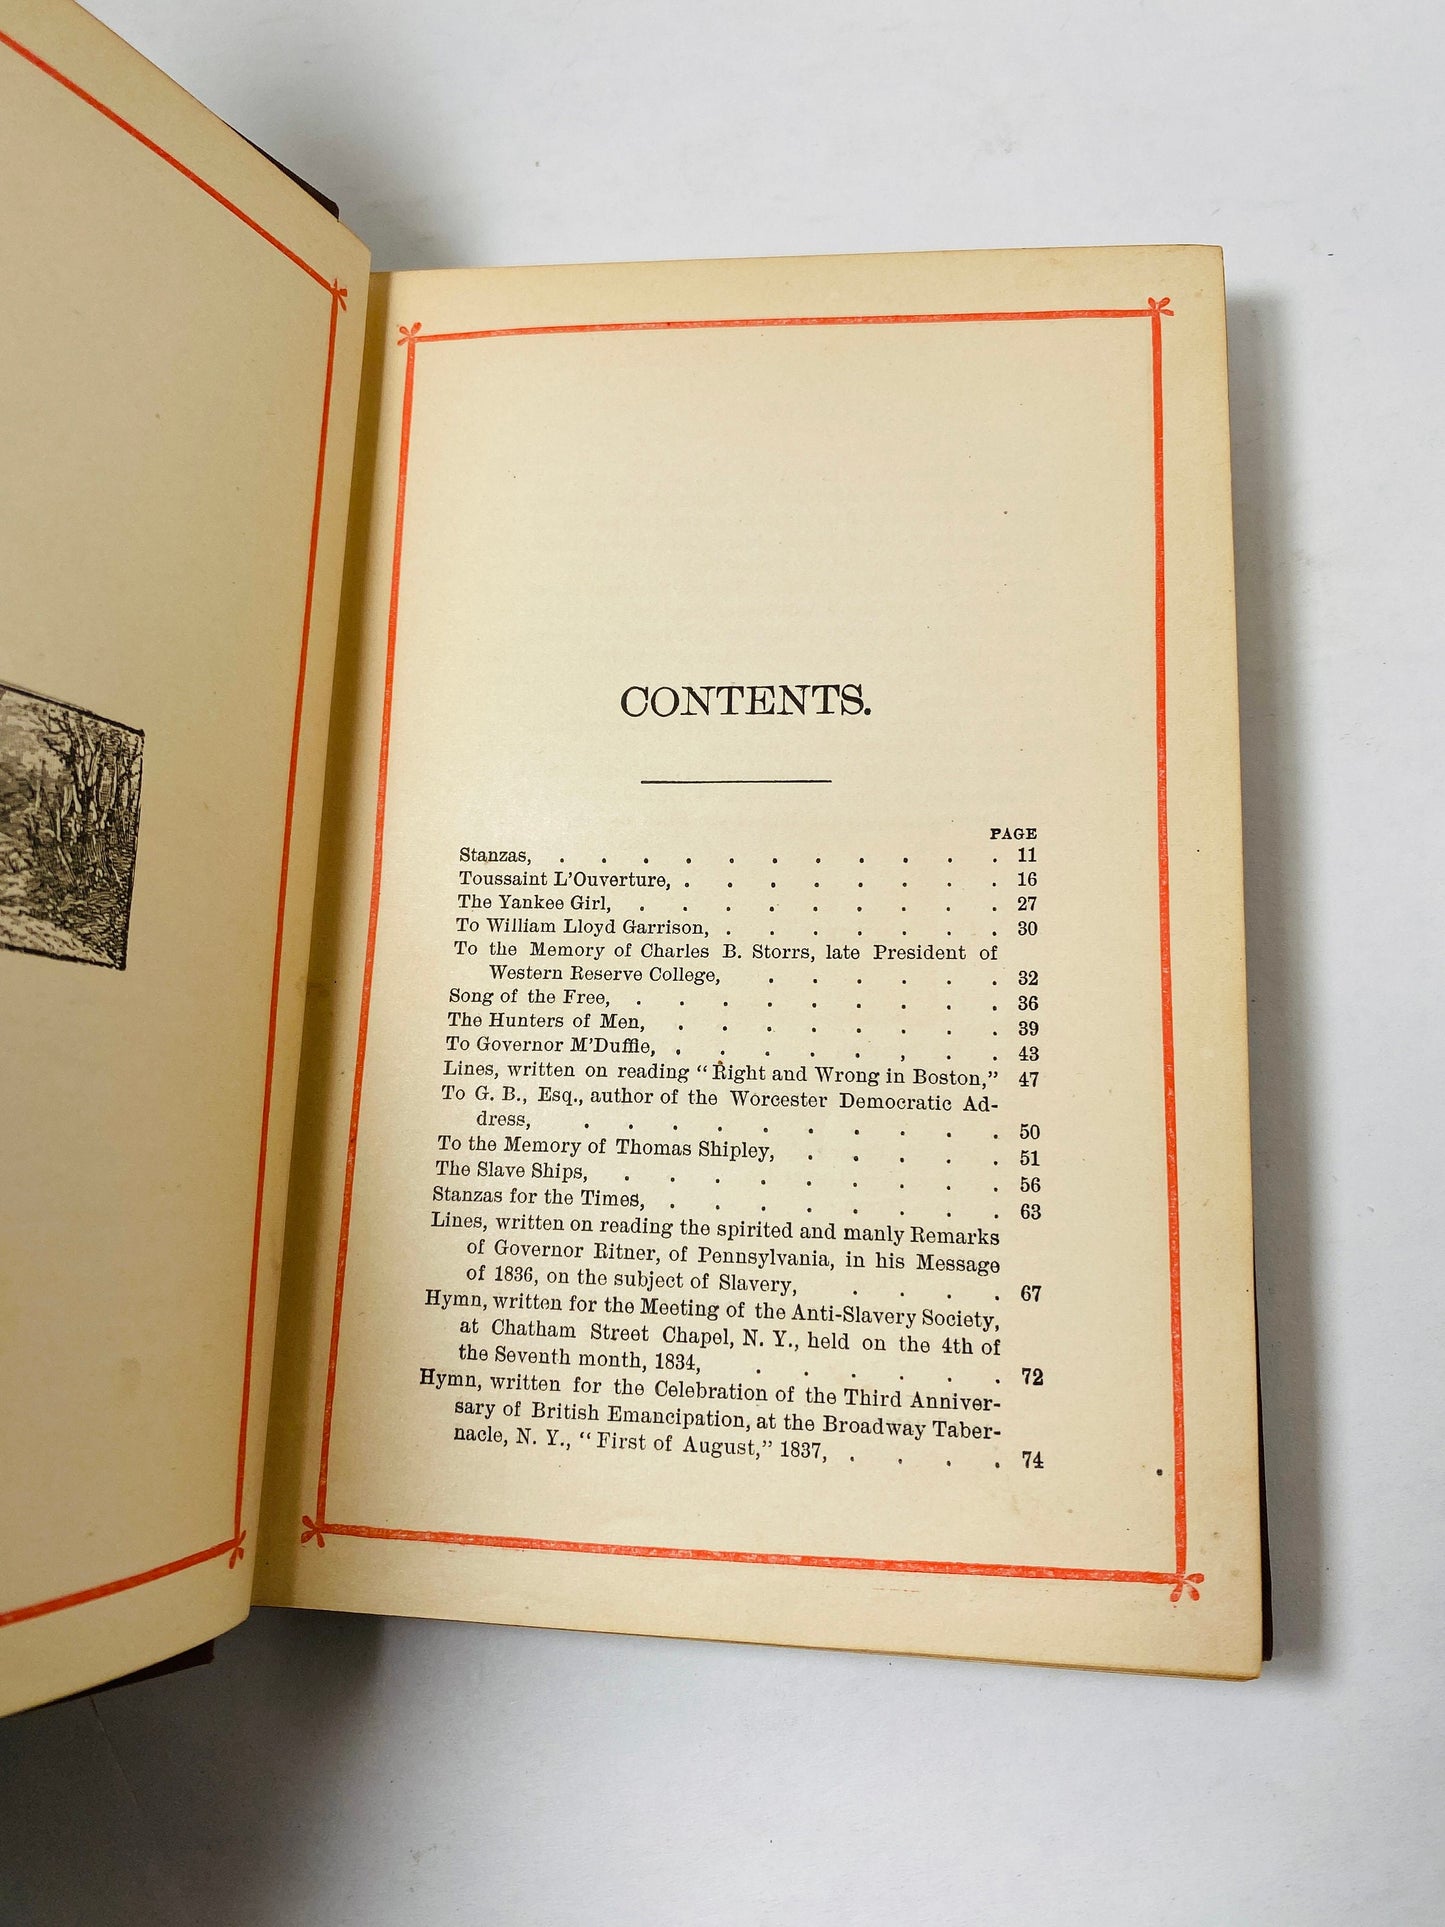 CONTENTS.
PAGE
Stanzas, . . . . . . . . . . . 11
Toussaint L'Ouverture, . . . . . . . . 16
The Yankee Girl, . . . . . . . . . 27
To William Lloyd Garrison, . . . . . . . 30
To the Memory of Charles B. Storrs, late President of
Western Reserve College, . . . . . . 32
Song of the Free, . . . . . . . . . 36
The Hunters of Men, . . . . . . . . 39
To Governor M'Duffie, . . . . . , . . 43
Lines, written on reading “Right and Wrong in Boston,” 47
To G. B., Esq., author of the Worcester Democratic Ad-
dress, . . . . . . . . . . 50
To the Memory of Thomas Shipley, . . . . . 51
The Slave Ships, . . . . . . . . . 56
Stanzas for the Times, . . . . . . . . 63
Lines, written on reading the spirited and manly Remarks
of Governor Ritner, of Pennsylvania, in his Message
of 1836, on the subject of Slavery, . . . . 67
Hymn, written for the Meeting of the Anti-Slavery Society,
at Chatham Street Chapel, N. Y., held on the 4th of
the Seventh month, 1834, . . . . . . 72
Hymn, written for the Celebration of the Third Anniver-
sary of British Emancipation, at the Broadway Taber-
nacle, N. Y., “First of August,” 1837, . . . . 74